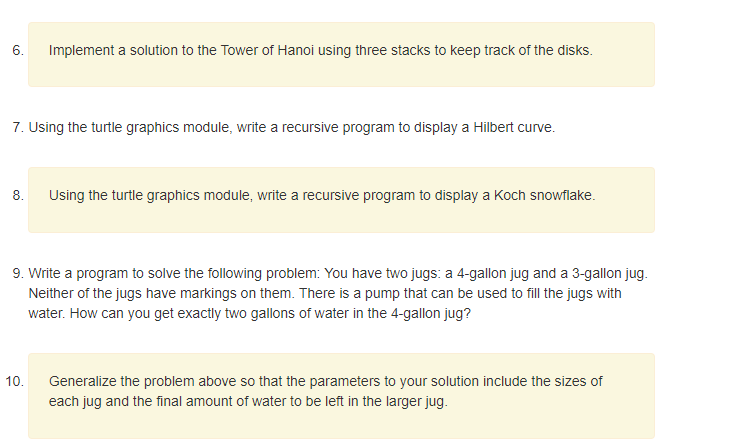 6. Implement a solution to the Tower of Hanoi using three stacks to keep track of the disks.
7. Using the turtle graphics module, write a recursive program to display a Hilbert curve.
8. Using the turtle graphics module, write a recursive program to display a Koch snowflake.
9. Write a program to solve the following problem: You have two jugs: a 4-gallon jug and a 3-gallon jug.
Neither of the jugs have markings on them. There is a pump that can be used to fill the jugs with
water. How can you get exactly two gallons of water in the 4-gallon jug?
10. Generalize the problem above so that the parameters to your solution include the sizes of
each jug and the final amount of water to be left in the larger jug.